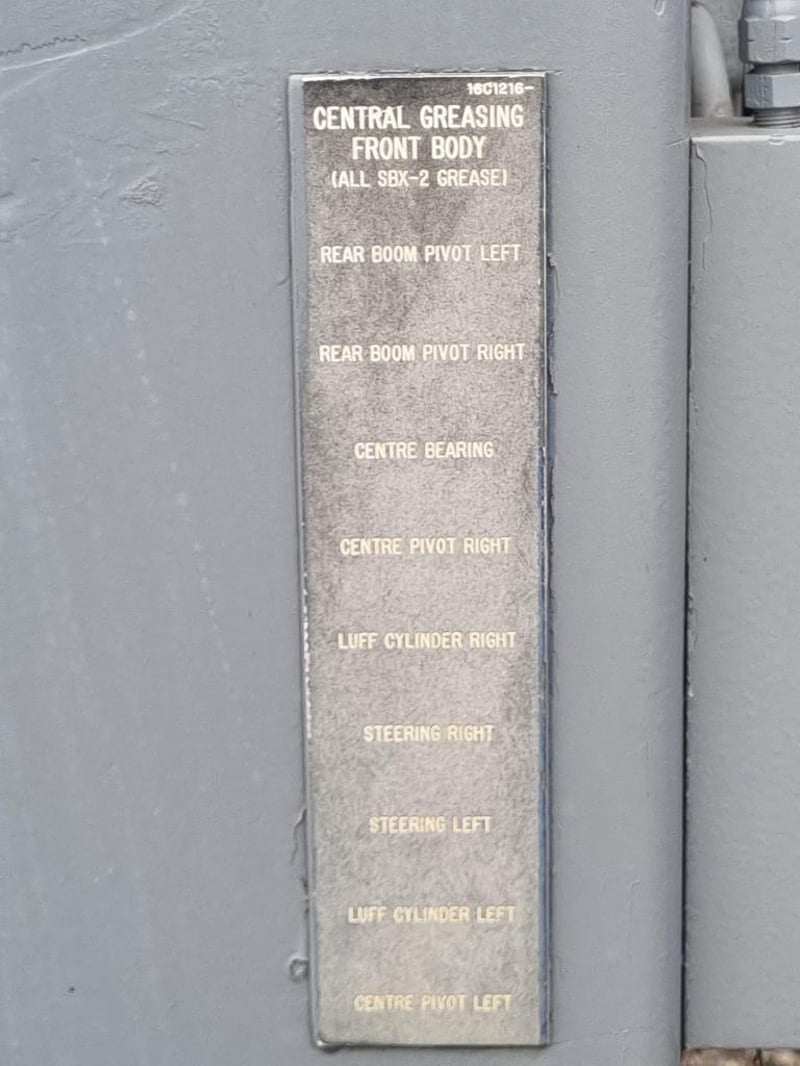 16C1216-
CENTRAL GREASING
FRONT BODY
(ALL SBX-2 GREASE)
REAR BOOM PIVOT LEFT
REAR BOOM PIVOT RIGHT
CENTRE BEARING
CENTRE PIVOT RIGHT
LUFF CYLINDER RIGHT
STEERING RIGHT
STEERING LEFT
LUFF CYLINDER LEFT
CENTRE PIVOT LEFT